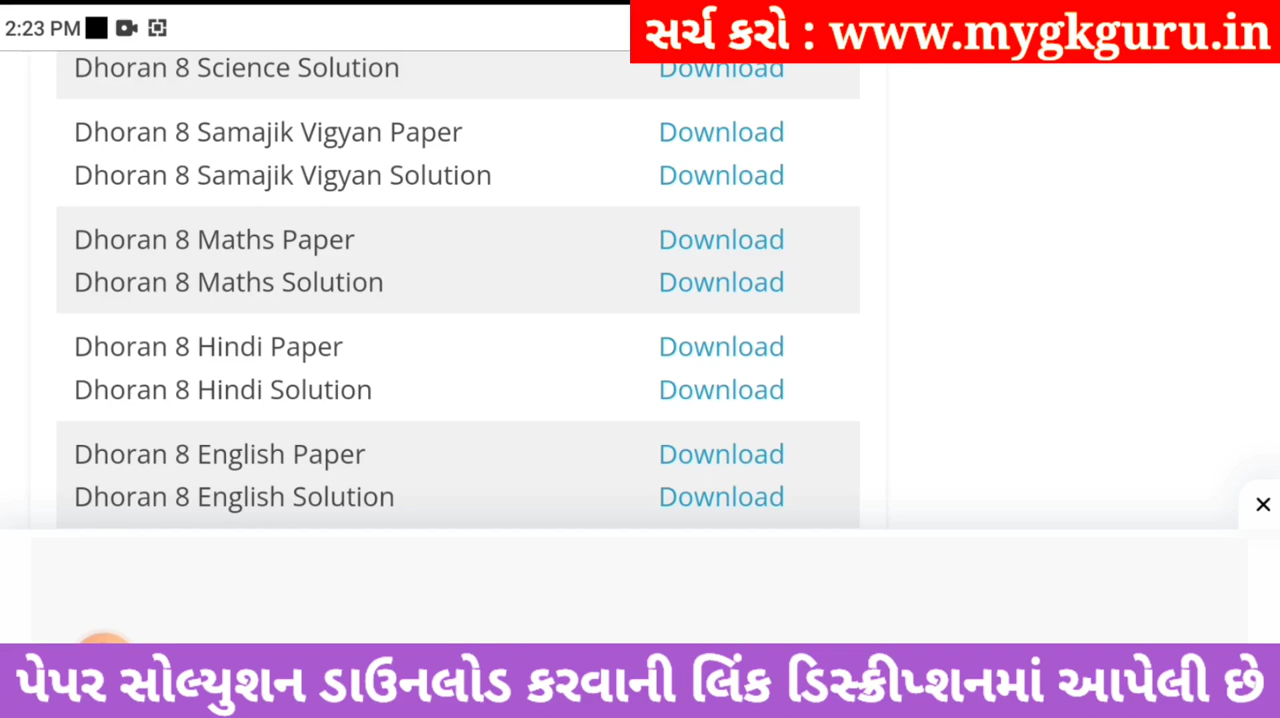 2:23 PM
સર્ચ કરો : www.mygkguru.in
Dhoran 8 Science Solution Download
Dhoran 8 Samajik Vigyan Paper Download
Dhoran 8 Samajik Vigyan Solution Download
Dhoran 8 Maths Paper Download
Dhoran 8 Maths Solution Download
Dhoran 8 Hindi Paper Download
Dhoran 8 Hindi Solution Download
Dhoran 8 English Paper Download
Dhoran 8 English Solution Download
પેપર સોલ્યુશન ડાઉનલોડ કરવાની લિંક ડિસ્ક્રીપ્શનમાં આપેલી છે